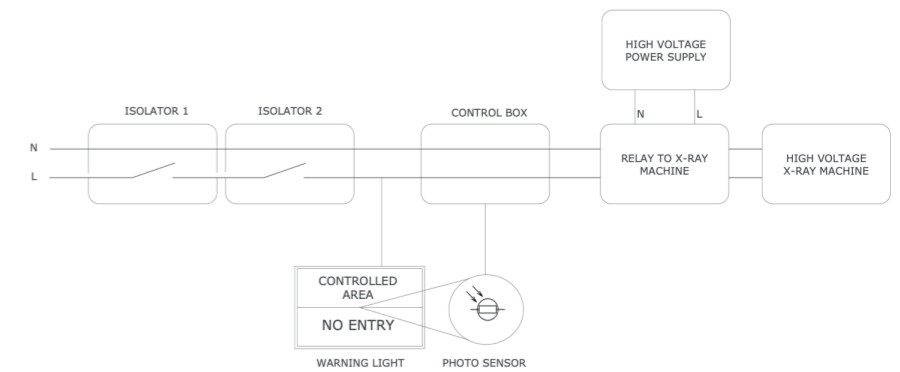 HIGH VOLTAGE
POWER SUPPLY
ISOLATOR 1
ISOLATOR 2
CONTROL BOX
N
L
N
L
RELAY TO X-RAY
MACHINE
HIGH VOLTAGE
X-RAY MACHINE
CONTROLLED
AREA
NO ENTRY
WARNING LIGHT
PHOTO SENSOR